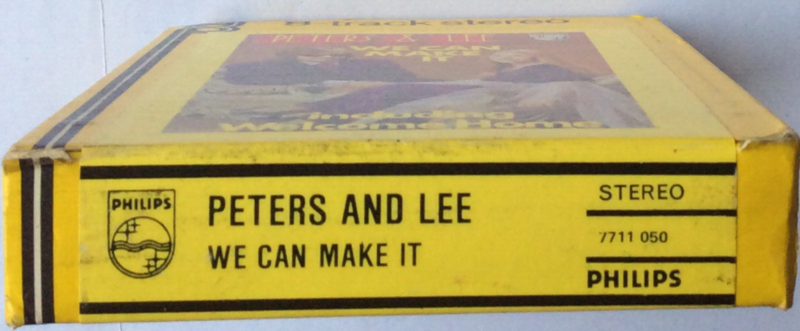 8-track stereo
PETERS & LEE
WE CAN
MAKE
IT
including
Welcome Home
PHILIPS
PETERS AND LEE
WE CAN MAKE IT
STEREO
7711 050
PHILIPS